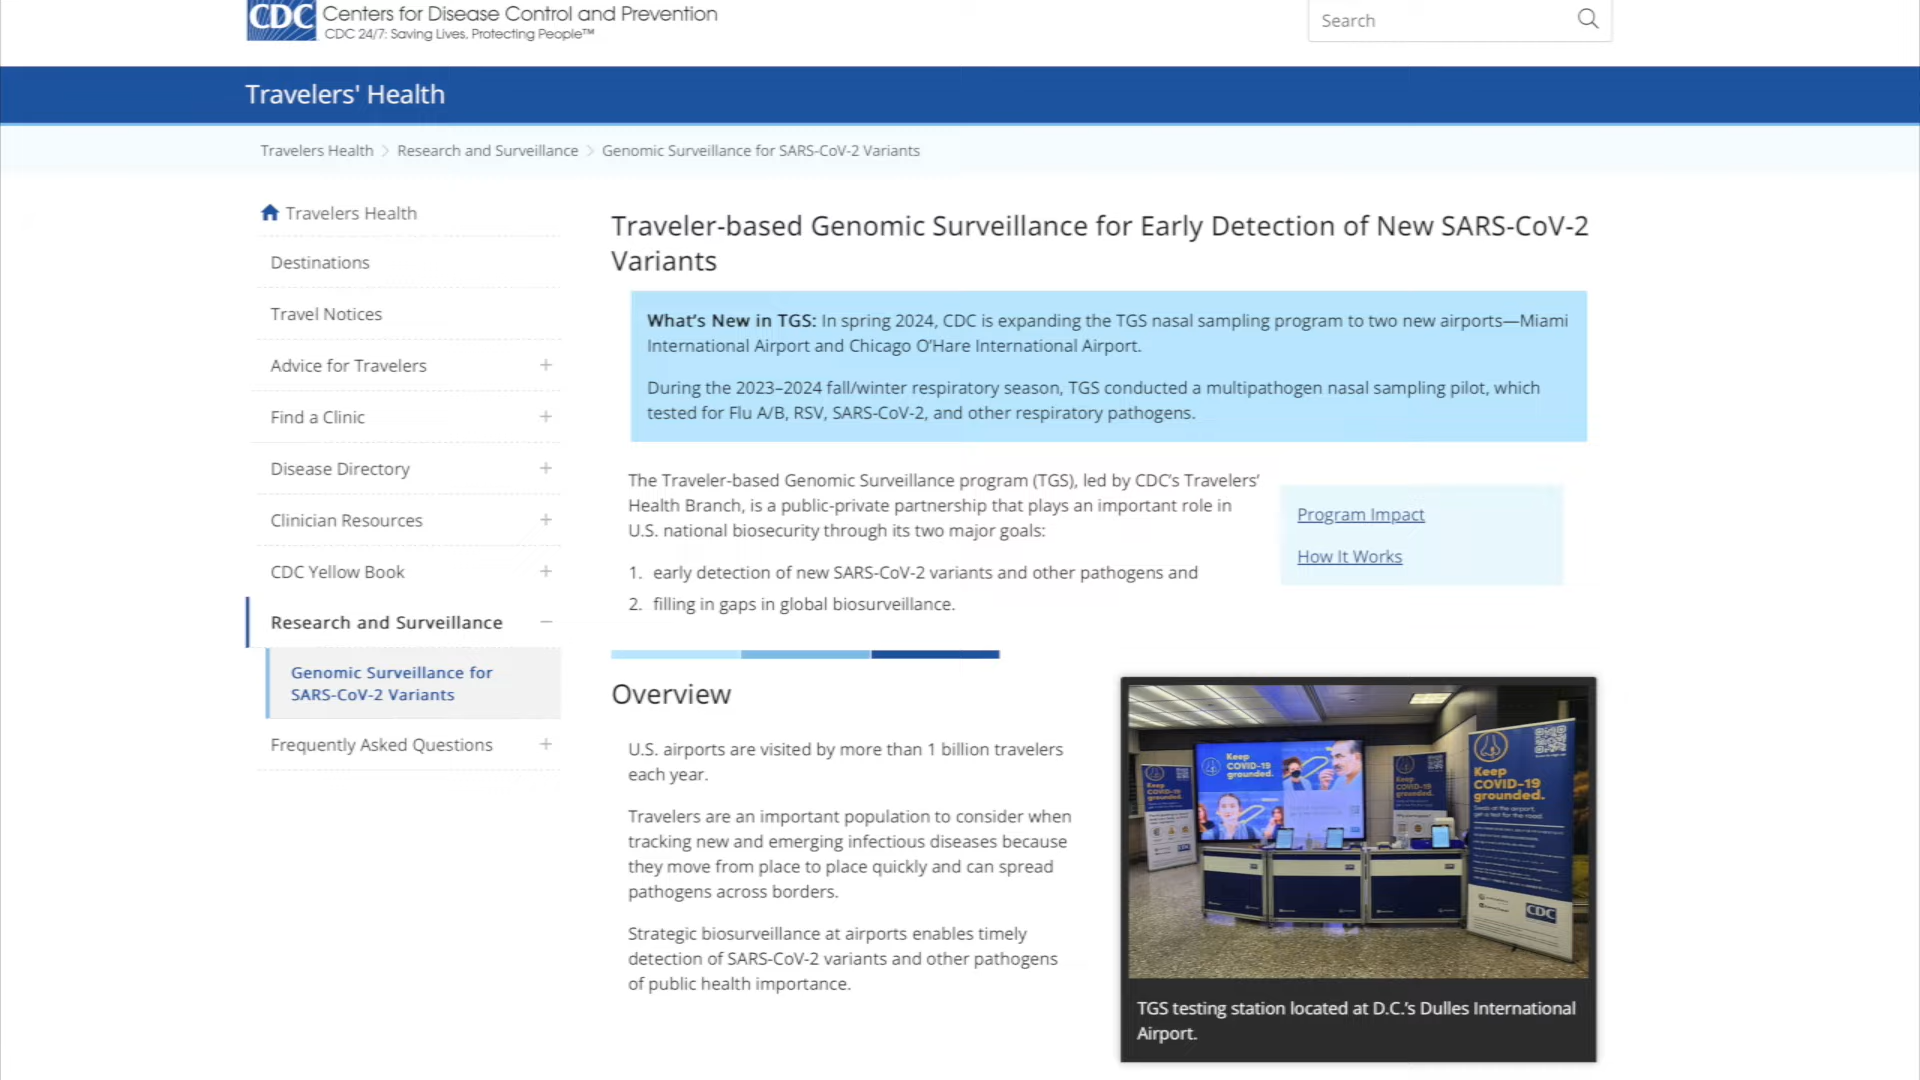 CDC Centers for Disease Control and Prevention
CDC 24/7: Saving Lives, Protecting People™
Search
Travelers' Health
Travelers Health > Research and Surveillance > Genomic Surveillance for SARS-CoV-2 Variants
Travelers Health
Destinations
Travel Notices
Advice for Travelers +
Find a Clinic +
Disease Directory +
Clinician Resources +
CDC Yellow Book +
Research and Surveillance −
Genomic Surveillance for
SARS-CoV-2 Variants
Frequently Asked Questions +
Traveler-based Genomic Surveillance for Early Detection of New SARS-CoV-2
Variants
What's New in TGS: In spring 2024, CDC is expanding the TGS nasal sampling program to two new airports—Miami
International Airport and Chicago O'Hare International Airport.
During the 2023–2024 fall/winter respiratory season, TGS conducted a multipathogen nasal sampling pilot, which
tested for Flu A/B, RSV, SARS-CoV-2, and other respiratory pathogens.
The Traveler-based Genomic Surveillance program (TGS), led by CDC's Travelers'
Health Branch, is a public-private partnership that plays an important role in
U.S. national biosecurity through its two major goals:
1. early detection of new SARS-CoV-2 variants and other pathogens and
2. filling in gaps in global biosurveillance.
Program Impact
How It Works
Overview
U.S. airports are visited by more than 1 billion travelers
each year.
Travelers are an important population to consider when
tracking new and emerging infectious diseases because
they move from place to place quickly and can spread
pathogens across borders.
Strategic biosurveillance at airports enables timely
detection of SARS-CoV-2 variants and other pathogens
of public health importance.
Keep
COVID-19
grounded.
Keep
COVID-19
grounded.
Keep
COVID-19
grounded.
Keep
COVID-19
grounded.
CDC
TGS testing station located at D.C.'s Dulles International
Airport.